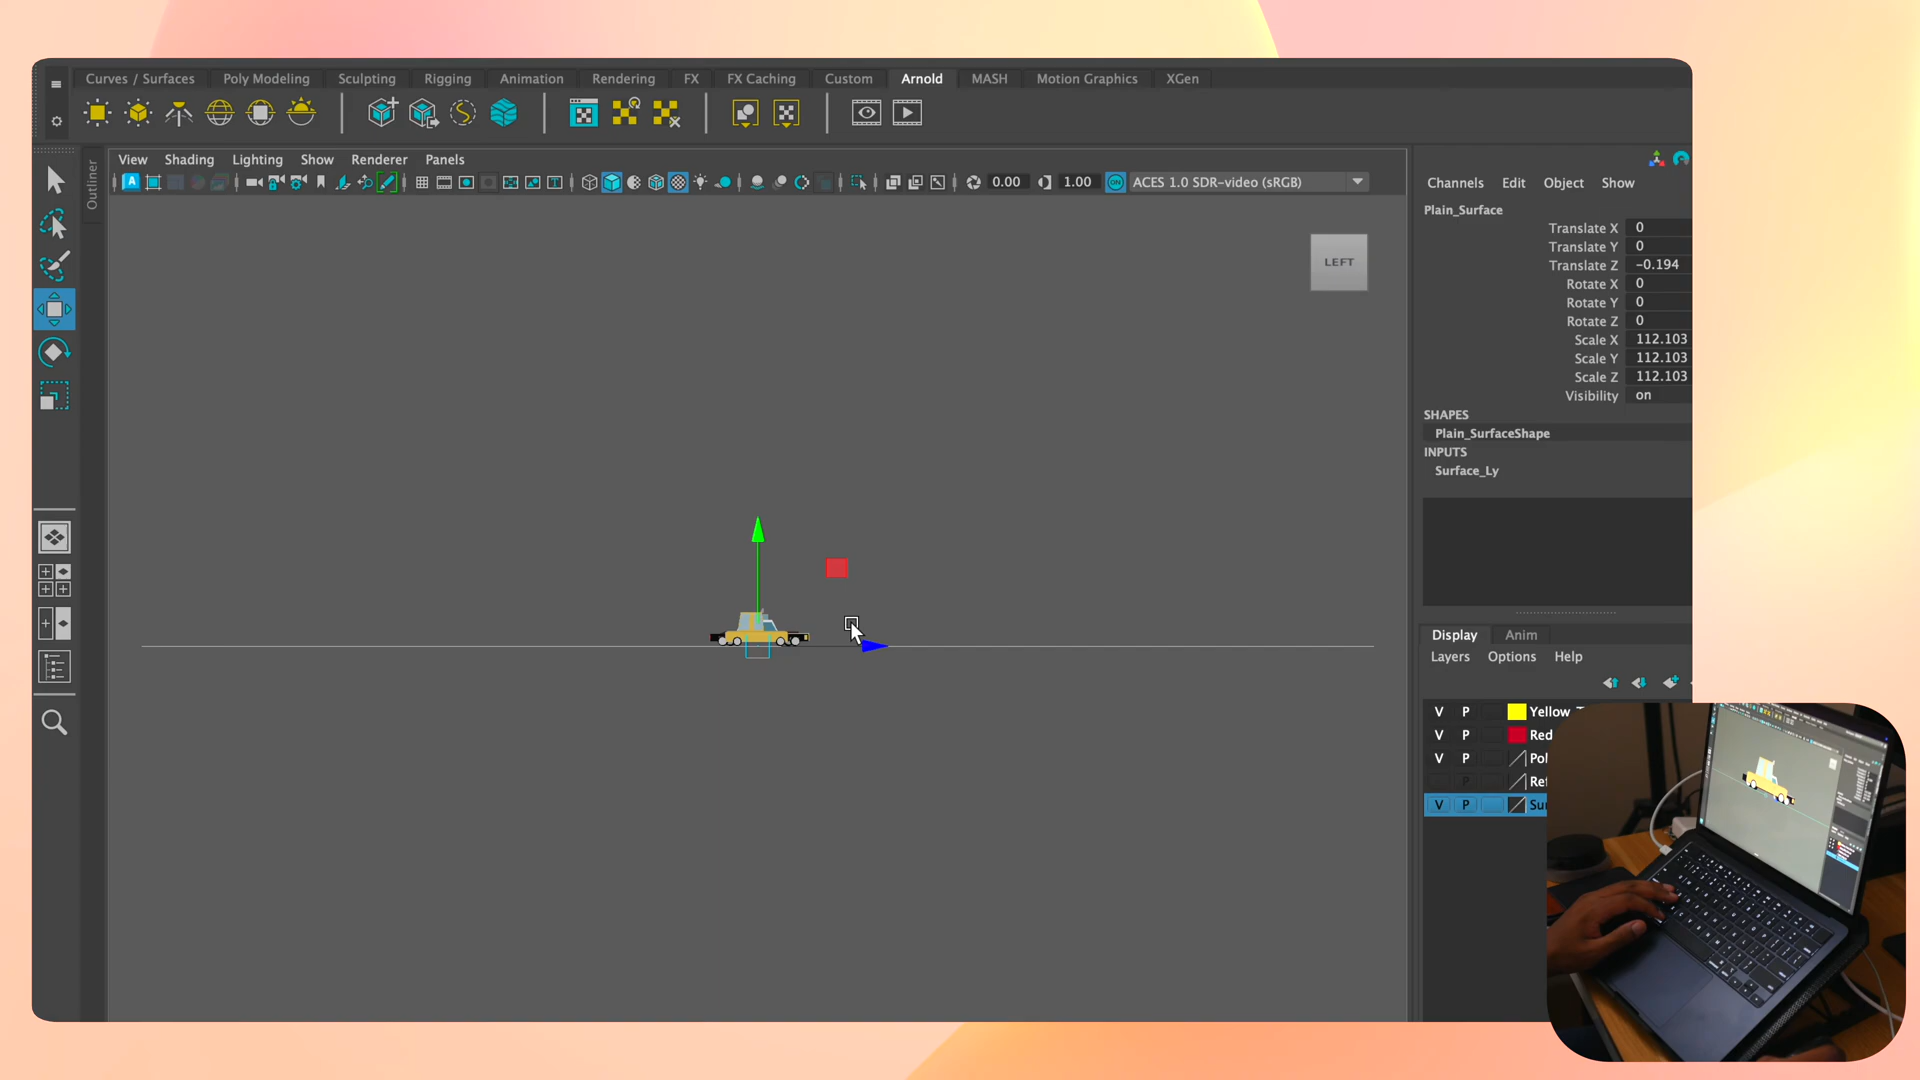 Curves / Surfaces Poly Modeling Sculpting Rigging Animation Rendering FX FX Caching Custom Arnold MASH Motion Graphics XGen
Outliner
View Shading Lighting Show Renderer Panels
0.00 1.00 ON ACES 1.0 SDR-video (sRGB)
LEFT
Channels Edit Object Show
Plain_Surface
Translate X 0
Translate Y 0
Translate Z -0.194
Rotate X 0
Rotate Y 0
Rotate Z 0
Scale X 112.103
Scale Y 112.103
Scale Z 112.103
Visibility on
SHAPES
Plain_SurfaceShape
INPUTS
Surface_Ly
Display Anim
Layers Options Help
V P Yellow_
V P Red
V P Pol
P Ref
V P Sur